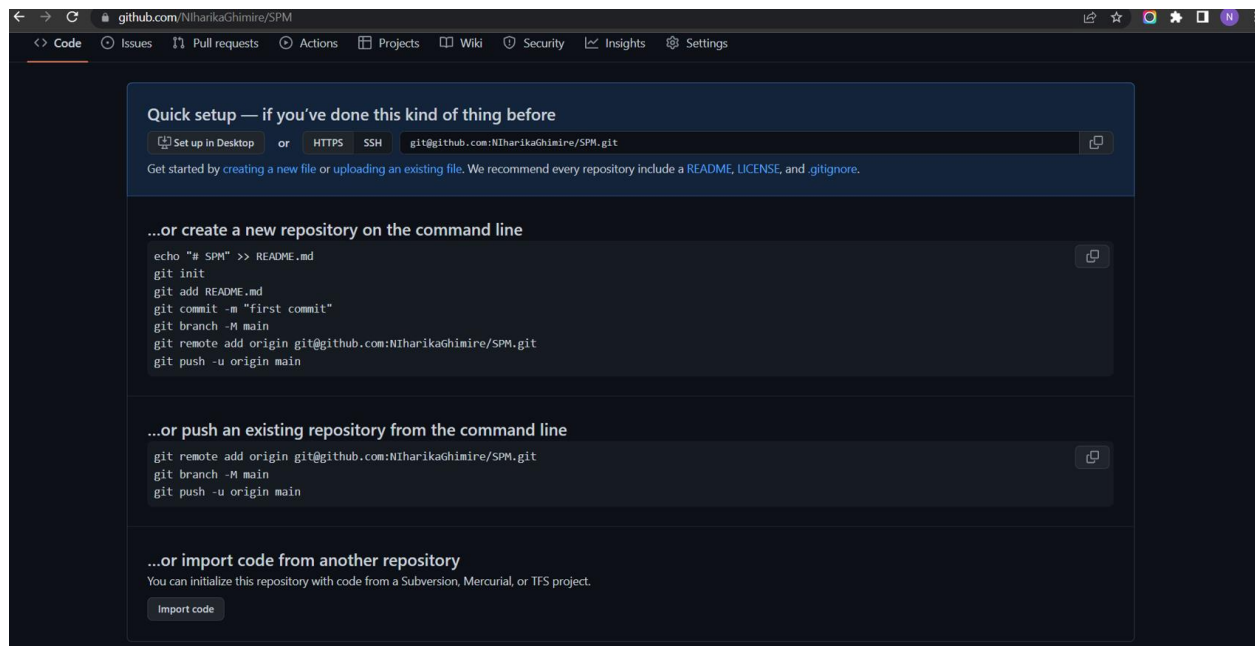 github.com/NIharikaGhimire/SPM
N
Code Issues Pull requests Actions Projects Wiki Security Insights Settings
Quick setup — if you’ve done this kind of thing before
Set up in Desktop or HTTPS SSH git@github.com:NIharikaGhimire/SPM.git
Get started by creating a new file or uploading an existing file. We recommend every repository include a README, LICENSE, and .gitignore.
…or create a new repository on the command line
echo "# SPM" >> README.md
git init
git add README.md
git commit -m "first commit"
git branch -M main
git remote add origin git@github.com:NIharikaGhimire/SPM.git
git push -u origin main
…or push an existing repository from the command line
git remote add origin git@github.com:NIharikaGhimire/SPM.git
git branch -M main
git push -u origin main
…or import code from another repository
You can initialize this repository with code from a Subversion, Mercurial, or TFS project.
Import code